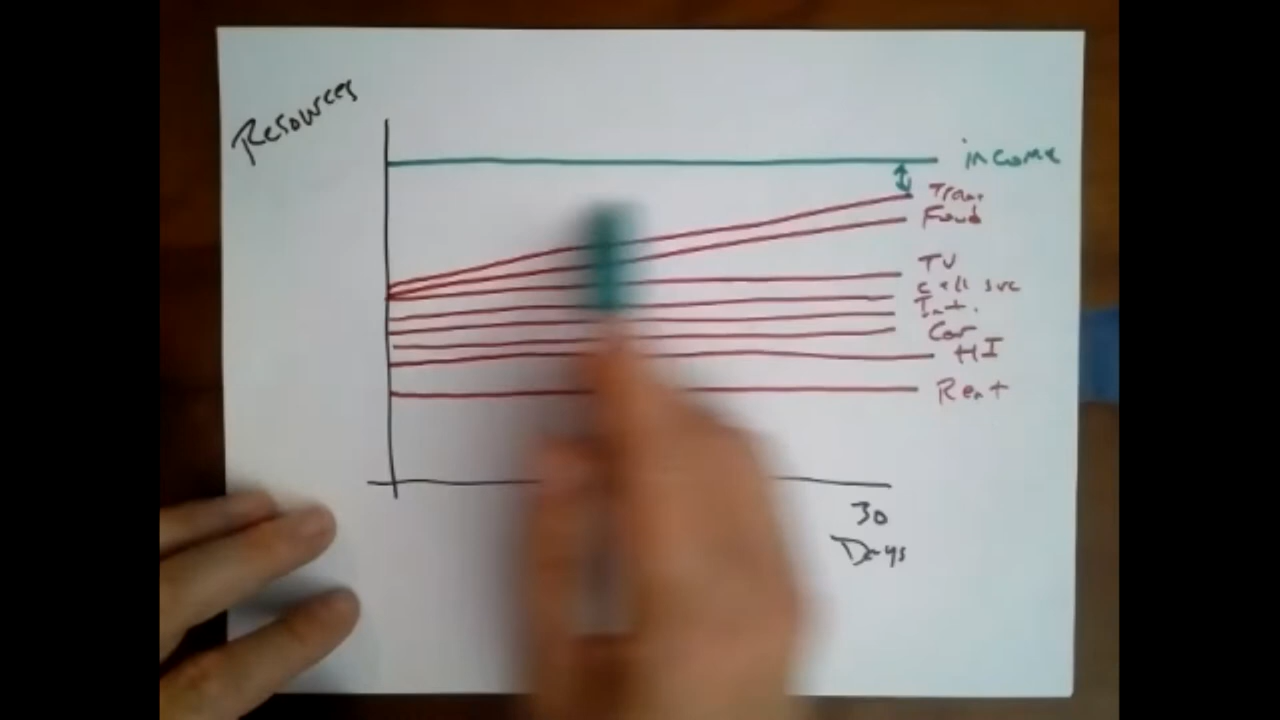 Resources
income
Tran.
Food
TV
Cell svc
Int.
Car
HI
Rent
30
Days